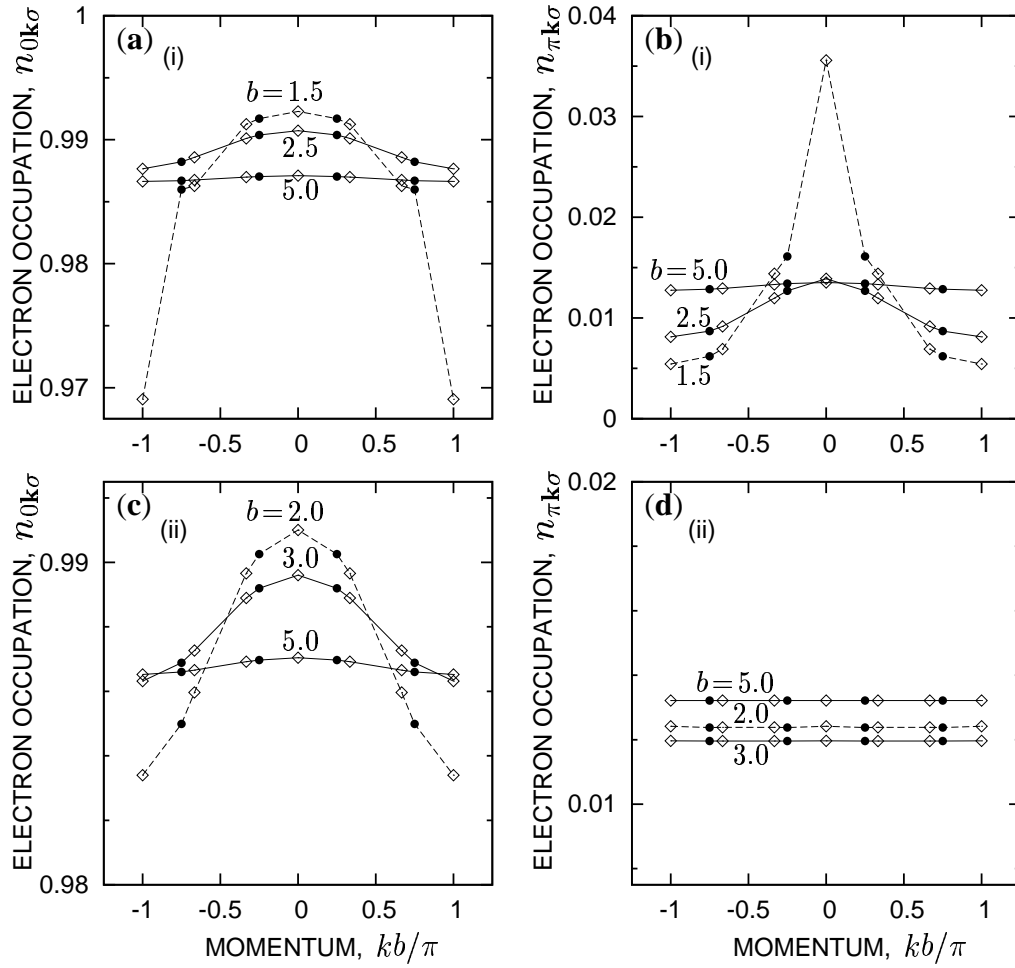 ELECTRON OCCUPATION, n0kσ
1
0.99
0.98
0.97
(a)
(i)
b=1.5
2.5
5.0
-1 -0.5 0 0.5 1
ELECTRON OCCUPATION, nπkσ
0.04
0.03
0.02
0.01
0
(b)
(i)
b=5.0
2.5
1.5
-1 -0.5 0 0.5 1
ELECTRON OCCUPATION, n0kσ
0.99
0.98
(c)
(ii)
b=2.0
3.0
5.0
-1 -0.5 0 0.5 1
MOMENTUM, kb/π
ELECTRON OCCUPATION, nπkσ
0.02
0.01
(d)
(ii)
b=5.0
2.0
3.0
-1 -0.5 0 0.5 1
MOMENTUM, kb/π